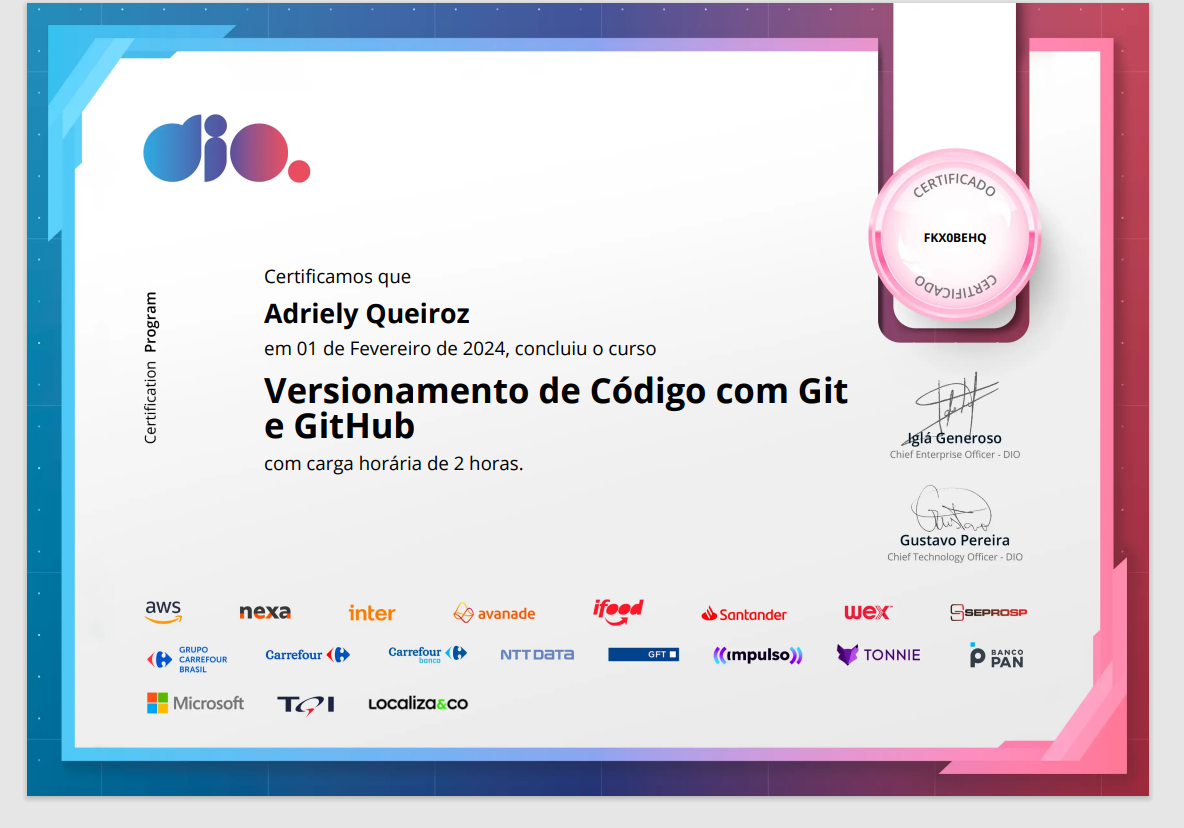 dio.
CERTIFICADO
FKX0BEHQ
CERTIFICADO
Certification Program
Certificamos que
Adriely Queiroz
em 01 de Fevereiro de 2024, concluiu o curso
Versionamento de Código com Git
e GitHub
com carga horária de 2 horas.
Iglá Generoso
Chief Enterprise Officer - DIO
Gustavo
Gustavo Pereira
Chief Technology Officer - DIO
aws nexa inter avanade ifood Santander wex SEPROSP
GRUPO
CARREFOUR
BRASIL
Carrefour Carrefour
banco
NTT DATA GFT impulso TONNIE BANCO
PAN
Microsoft TQI Localiza&co